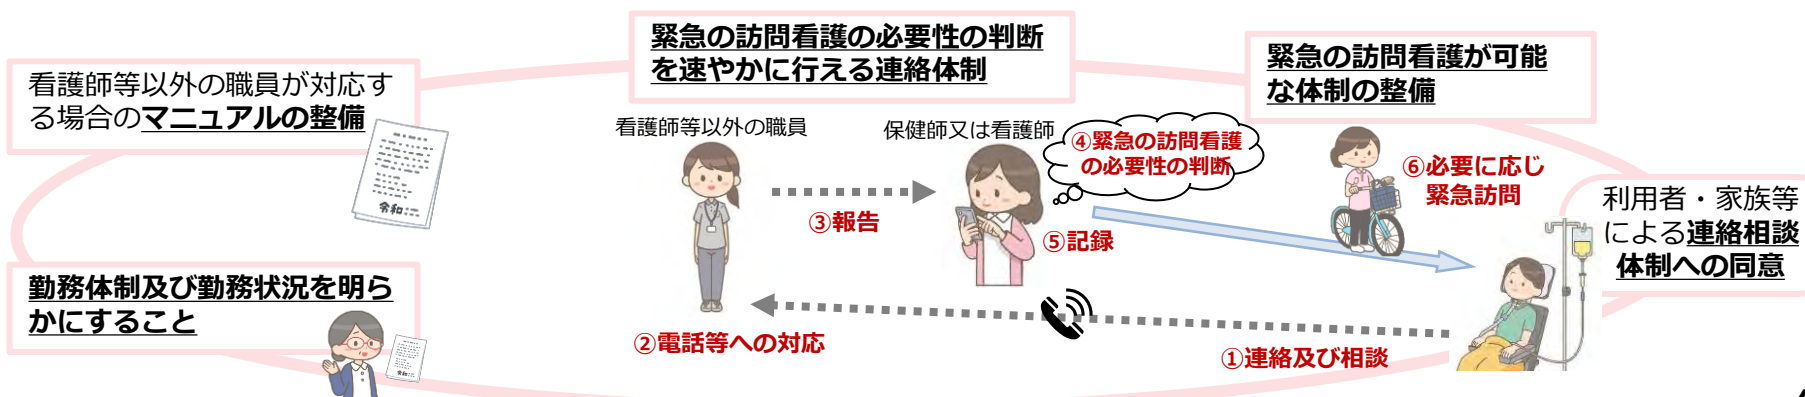 緊急の訪問看護の必要性の判断
を速やかに行える連絡体制
緊急の訪問看護が可能
な体制の整備
看護師等以外の職員が対応す
る場合のマニュアルの整備
令和
看護師等以外の職員
保健師又は看護師
④緊急の訪問看護
の必要性の判断
⑥必要に応じ
緊急訪問
③報告
⑤記録
利用者・家族等
による連絡相談
体制への同意
勤務体制及び勤務状況を明ら
かにすること
令和
②電話等への対応
①連絡及び相談